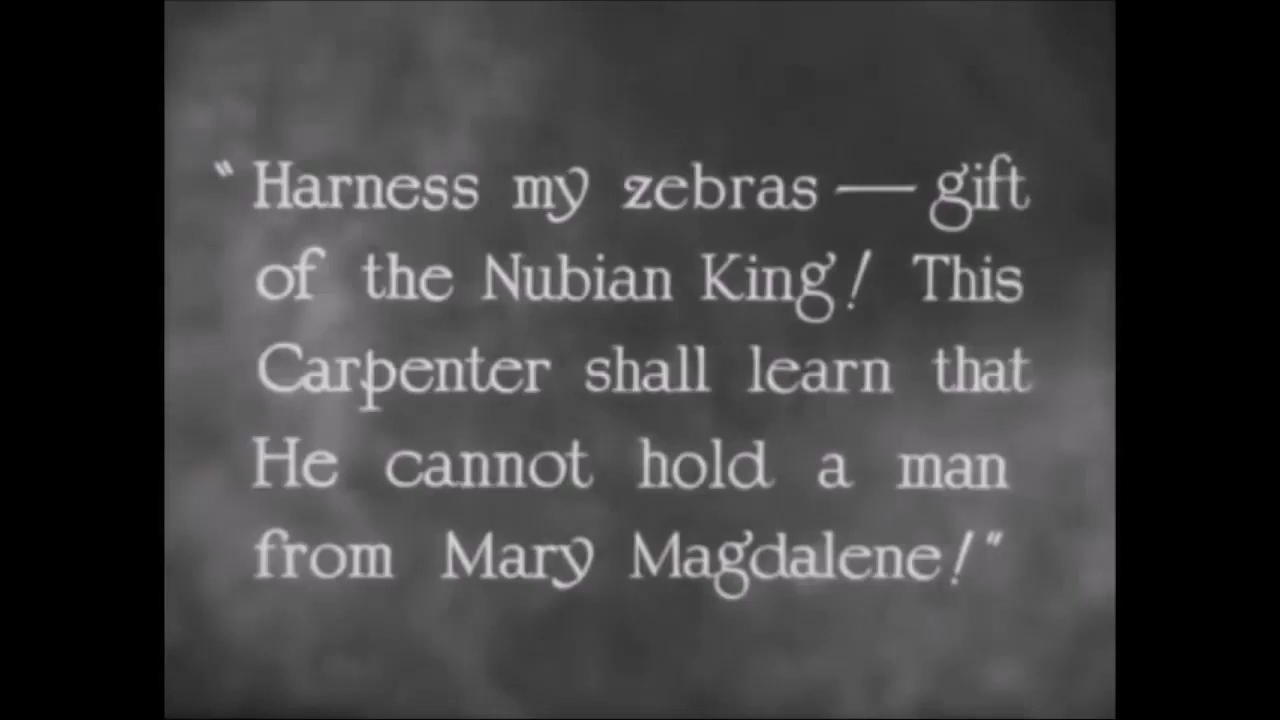 "Harness my zebras — gift
of the Nubian King! This
Carpenter shall learn that
He cannot hold a man
from Mary Magdalene!"